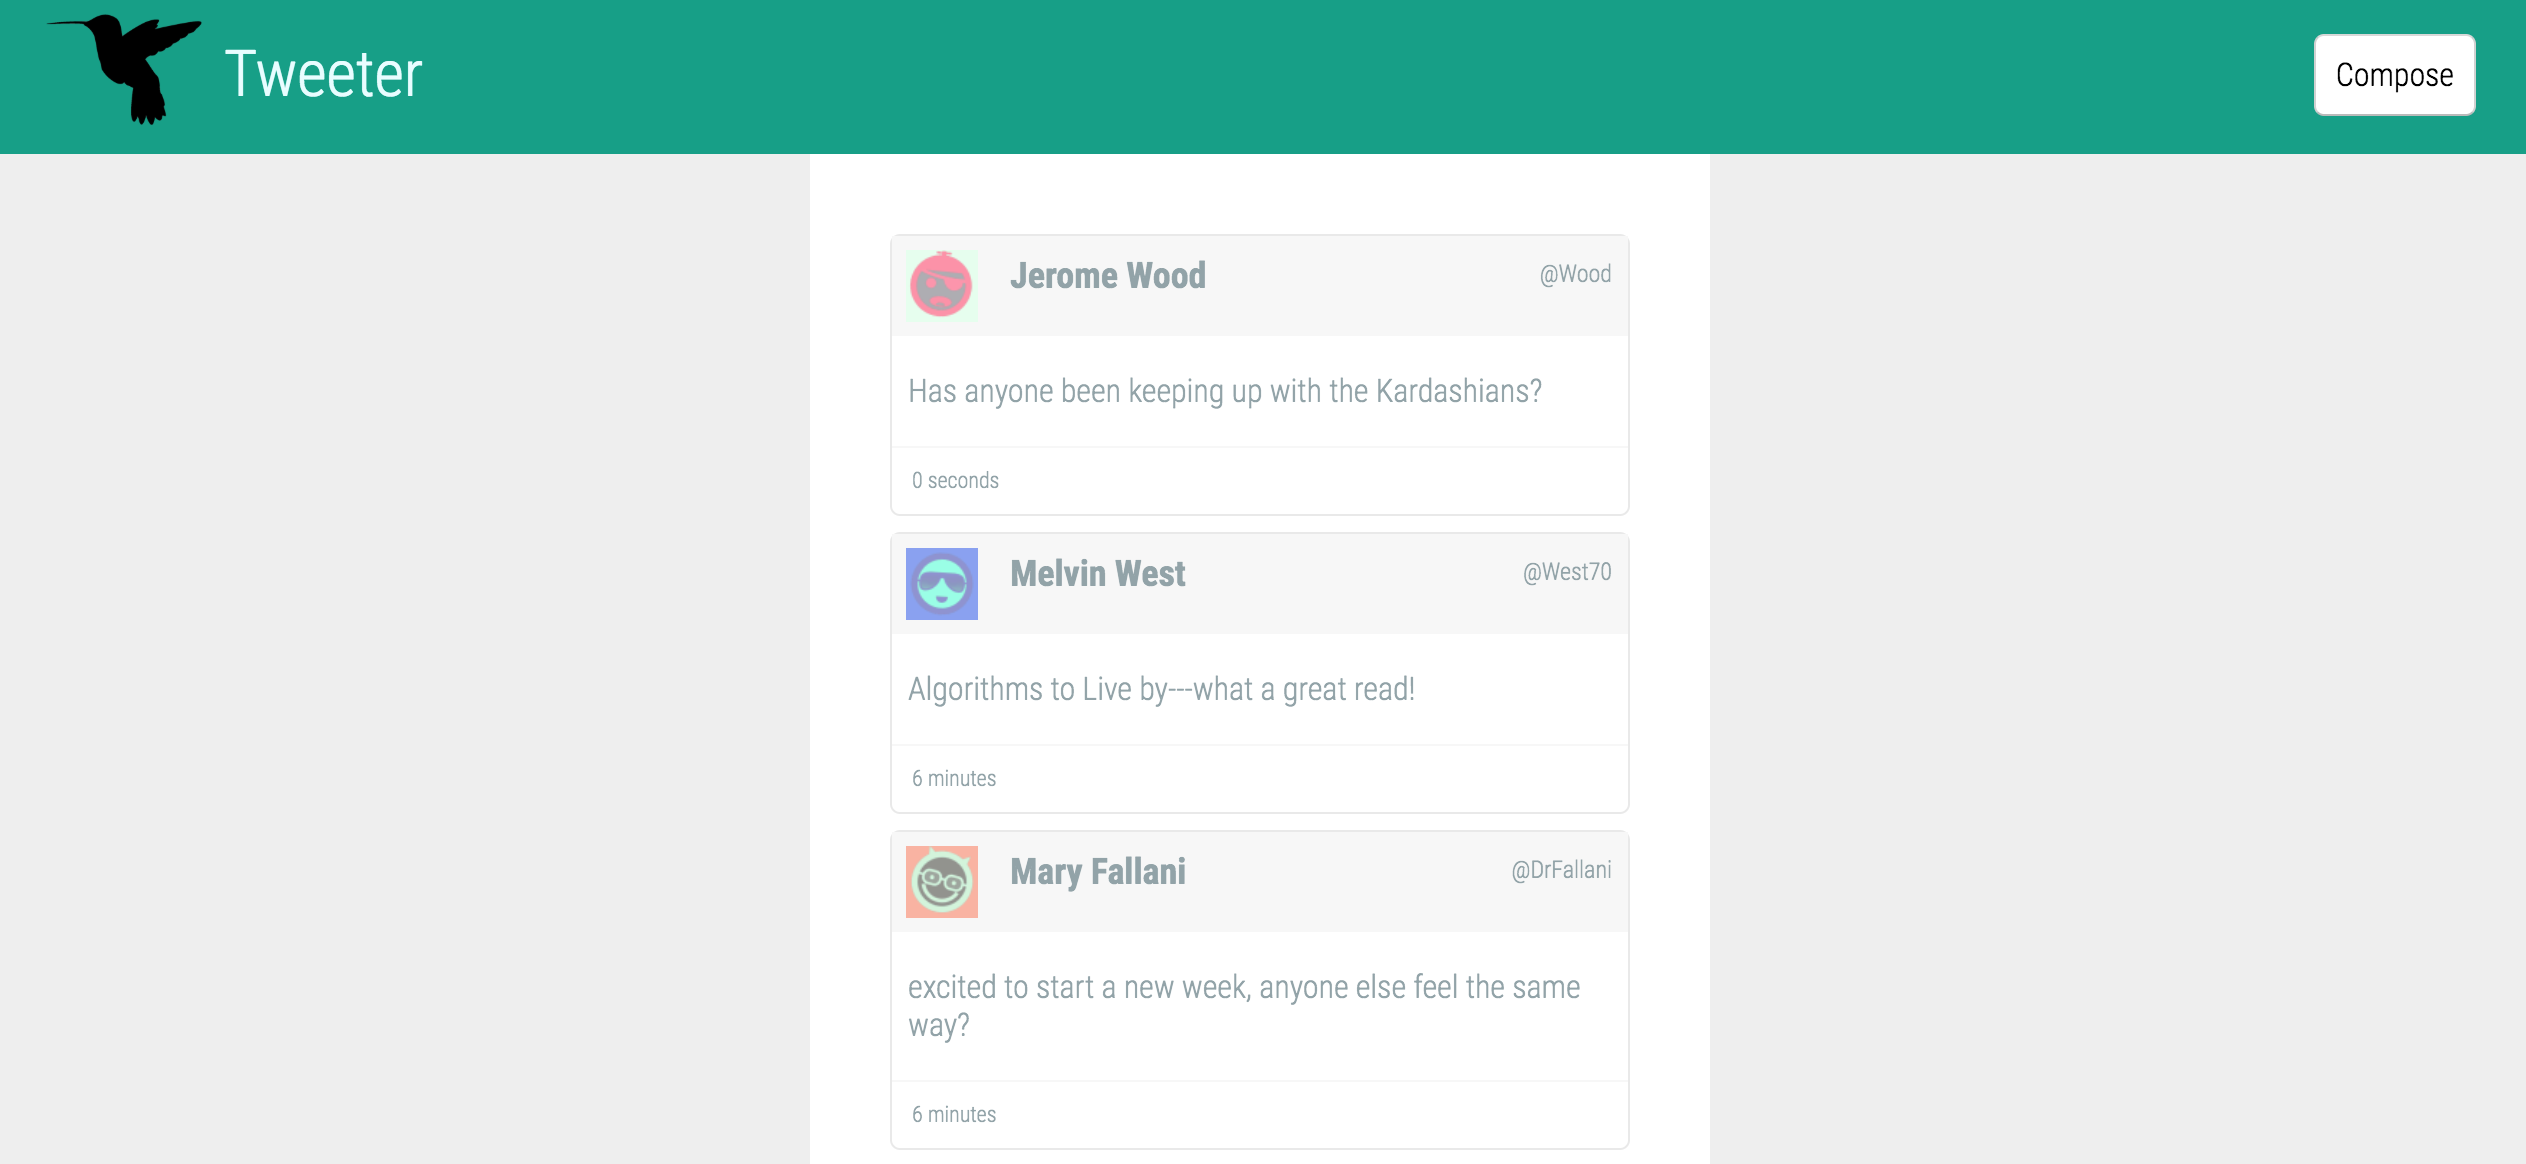 Tweeter
Compose
Jerome Wood
@Wood
Has anyone been keeping up with the Kardashians?
0 seconds
Melvin West
@West70
Algorithms to Live by---what a great read!
6 minutes
Mary Fallani
@DrFallani
excited to start a new week, anyone else feel the same
way?
6 minutes